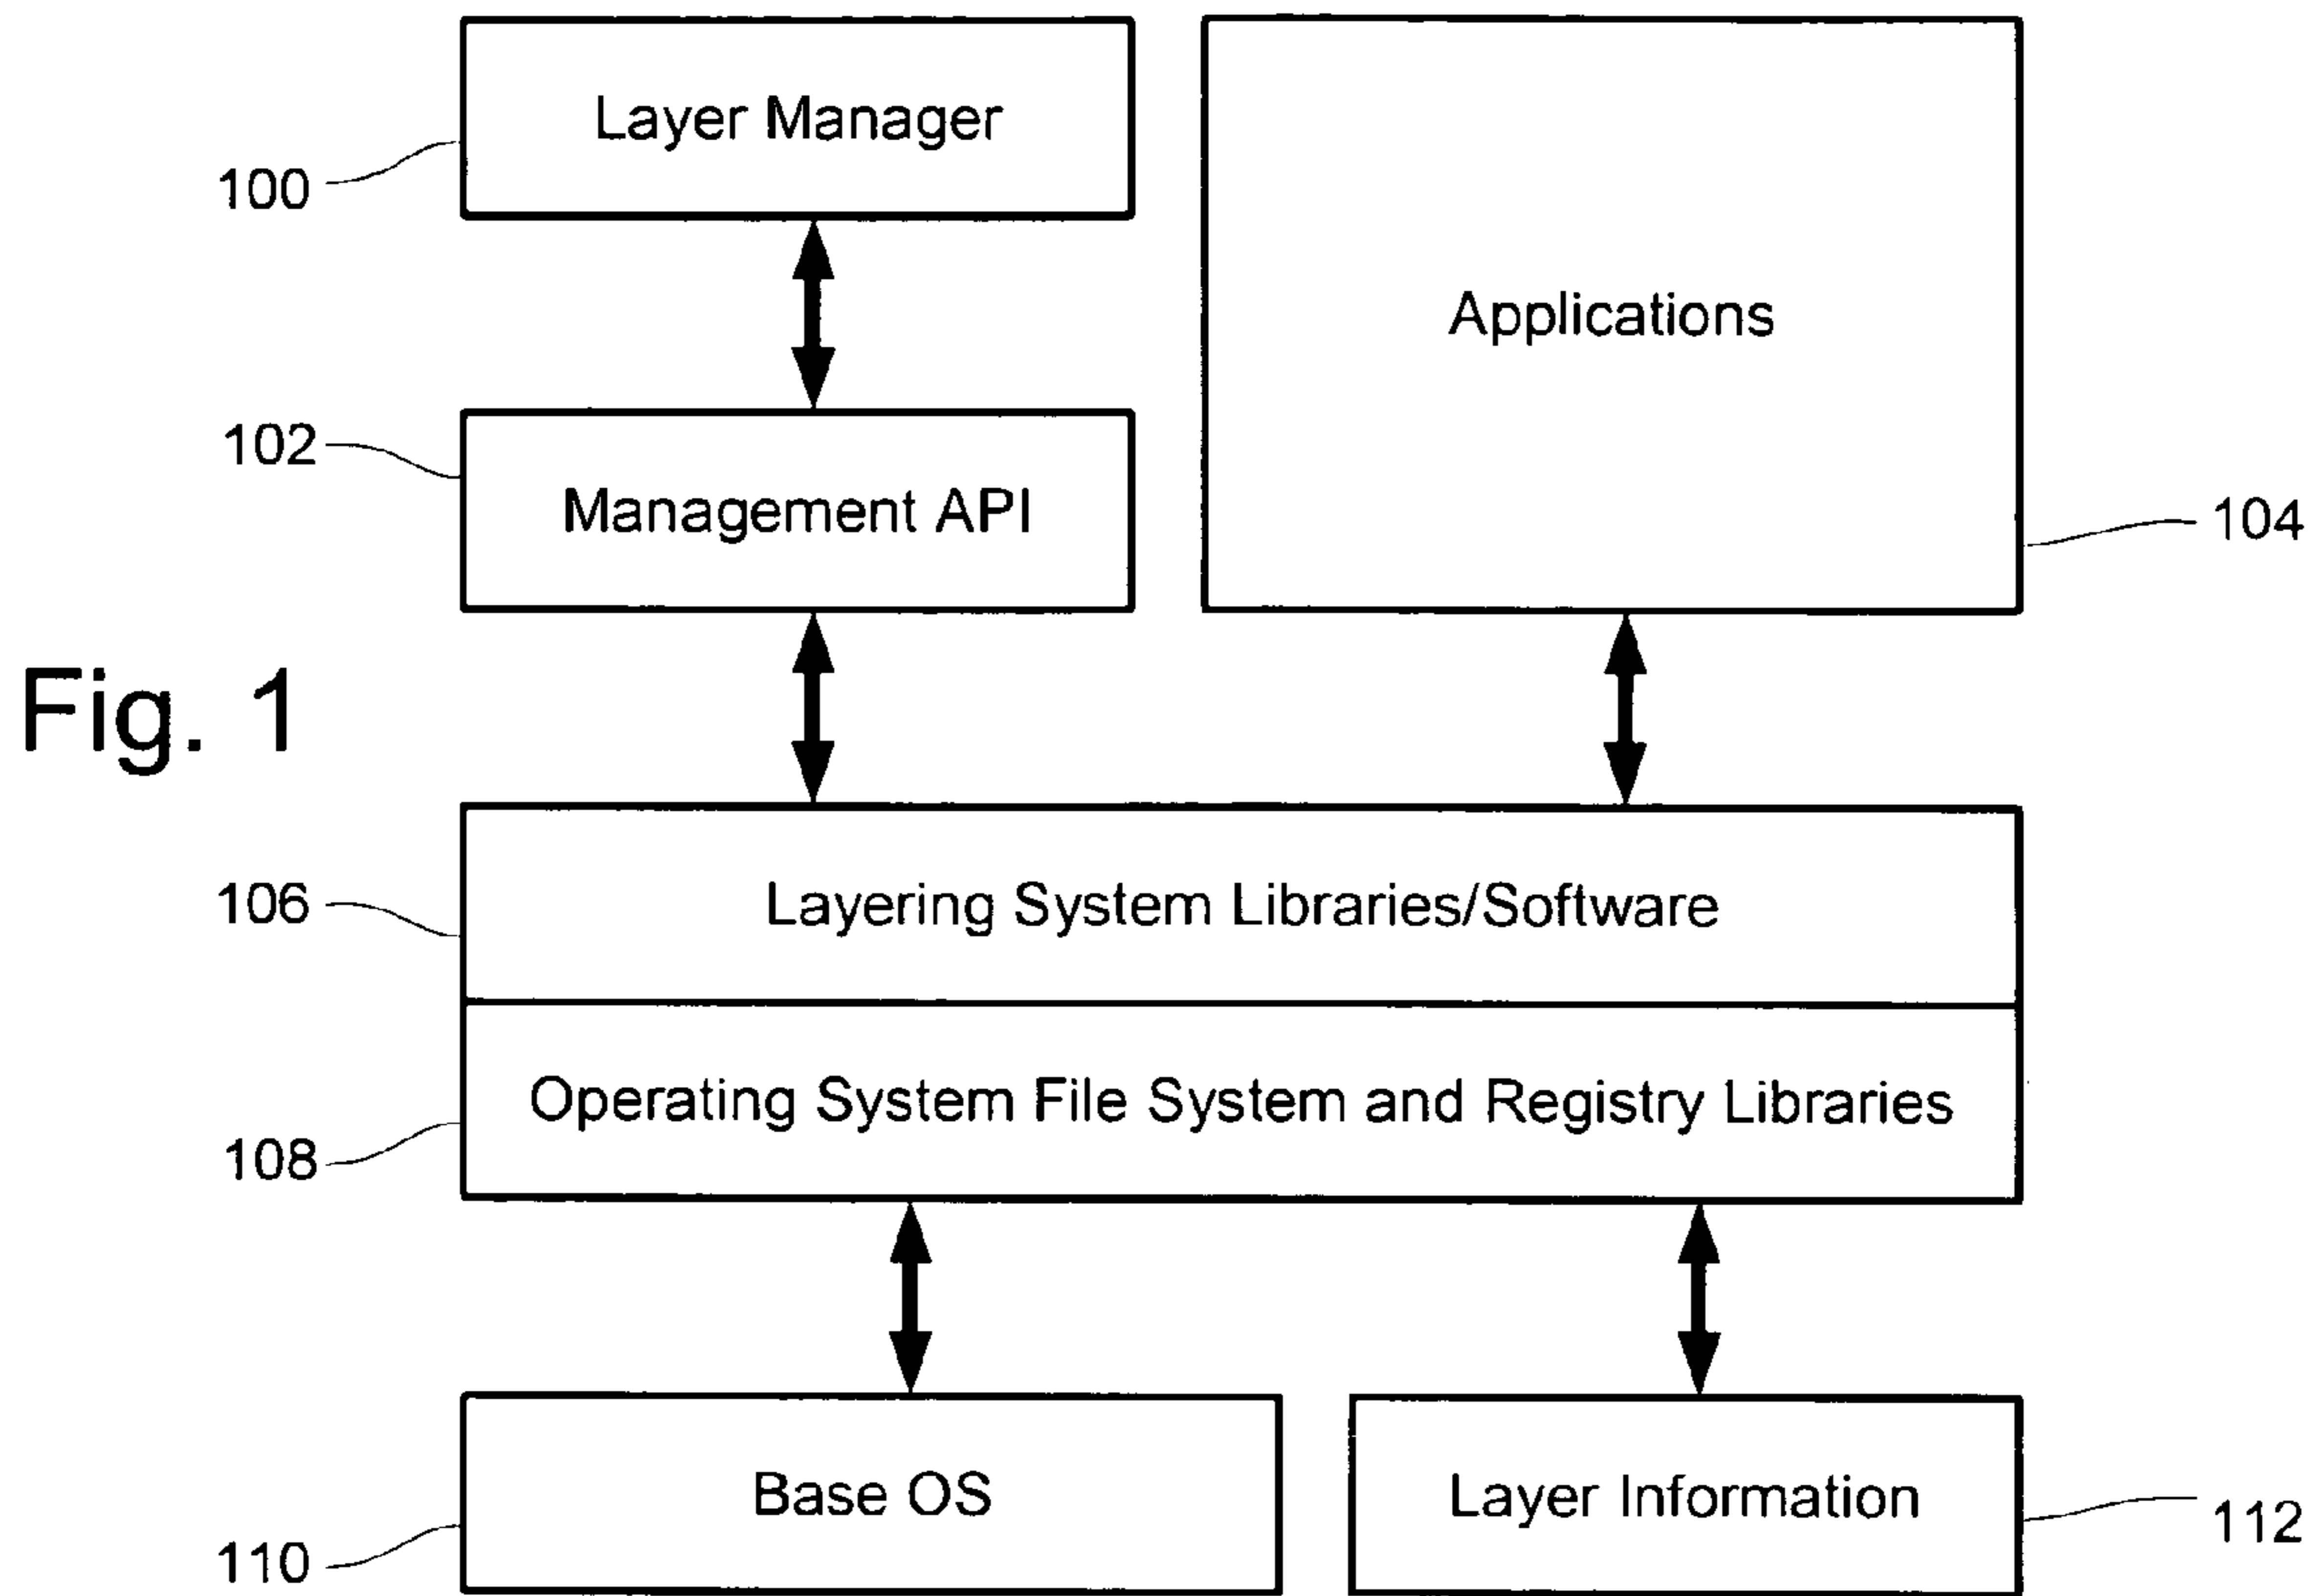 Layer Manager
100
Applications
102
Management API
104
Fig. 1
106
Layering System Libraries/Software
Operating System File System and Registry Libraries
108
Base OS
Layer Information
110
112